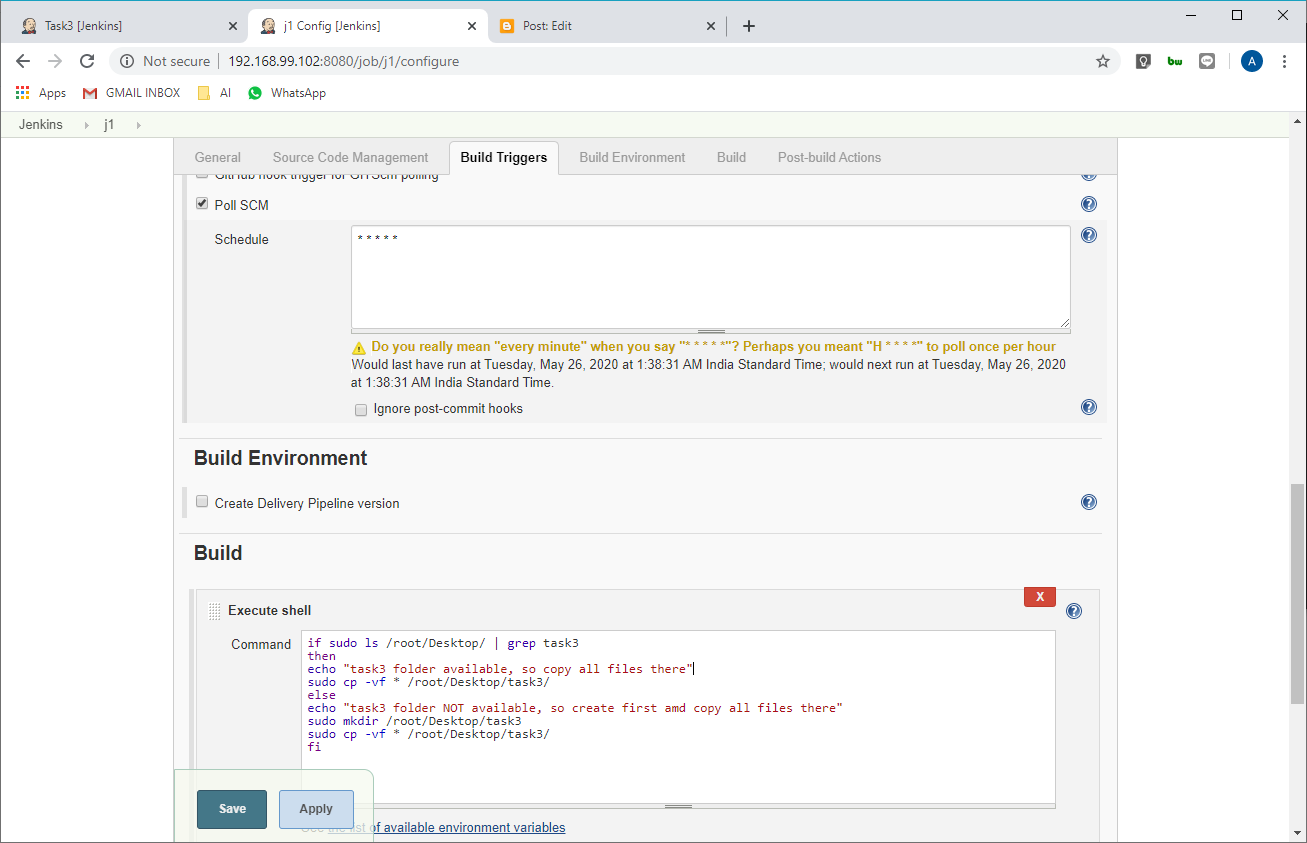 Task3 [Jenkins]
j1 Config [Jenkins]
Post: Edit
Not secure
192.168.99.102:8080/job/j1/configure
A
Apps
GMAIL INBOX
AI
WhatsApp
Jenkins
j1
General
Source Code Management
Build Triggers
Build Environment
Build
Post-build Actions
GitHub hook trigger for GITScm polling
Poll SCM
Schedule
* * * * *
Do you really mean "every minute" when you say "* * * * *"? Perhaps you meant "H * * * *" to poll once per hour
Would last have run at Tuesday, May 26, 2020 at 1:38:31 AM India Standard Time; would next run at Tuesday, May 26, 2020
at 1:38:31 AM India Standard Time.
Ignore post-commit hooks
Build Environment
Create Delivery Pipeline version
Build
X
Execute shell
Command
if sudo ls /root/Desktop/ | grep task3
then
echo "task3 folder available, so copy all files there"
sudo cp -vf * /root/Desktop/task3/
else
echo "task3 folder NOT available, so create first amd copy all files there"
sudo mkdir /root/Desktop/task3
sudo cp -vf * /root/Desktop/task3/
fi
Save
Apply
See the list of available environment variables